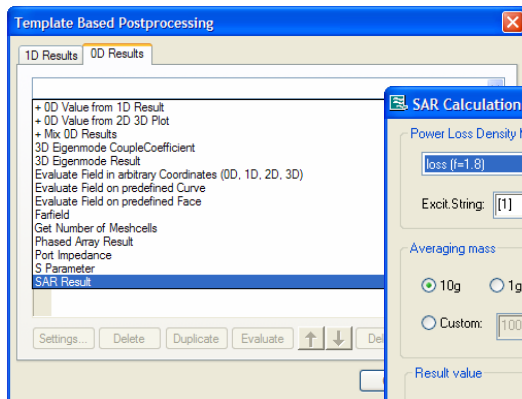 Template Based Postprocessing
1D Results
0D Results
+ 0D Value from 1D Result
+ 0D Value from 2D 3D Plot
+ Mix 0D Results
3D Eigenmode CoupleCoefficient
3D Eigenmode Result
Evaluate Field in arbitrary Coordinates (0D, 1D, 2D, 3D)
Evaluate Field on predefined Curve
Evaluate Field on predefined Face
Farfield
Get Number of Meshcells
Phased Array Result
Port Impedance
S Parameter
SAR Result
Settings...
Delete
Duplicate
Evaluate
Del
SAR Calculation
Power Loss Density
loss (f=1.8)
Excit.String:
[1]
Averaging mass
10g
1g
Custom:
100
Result value